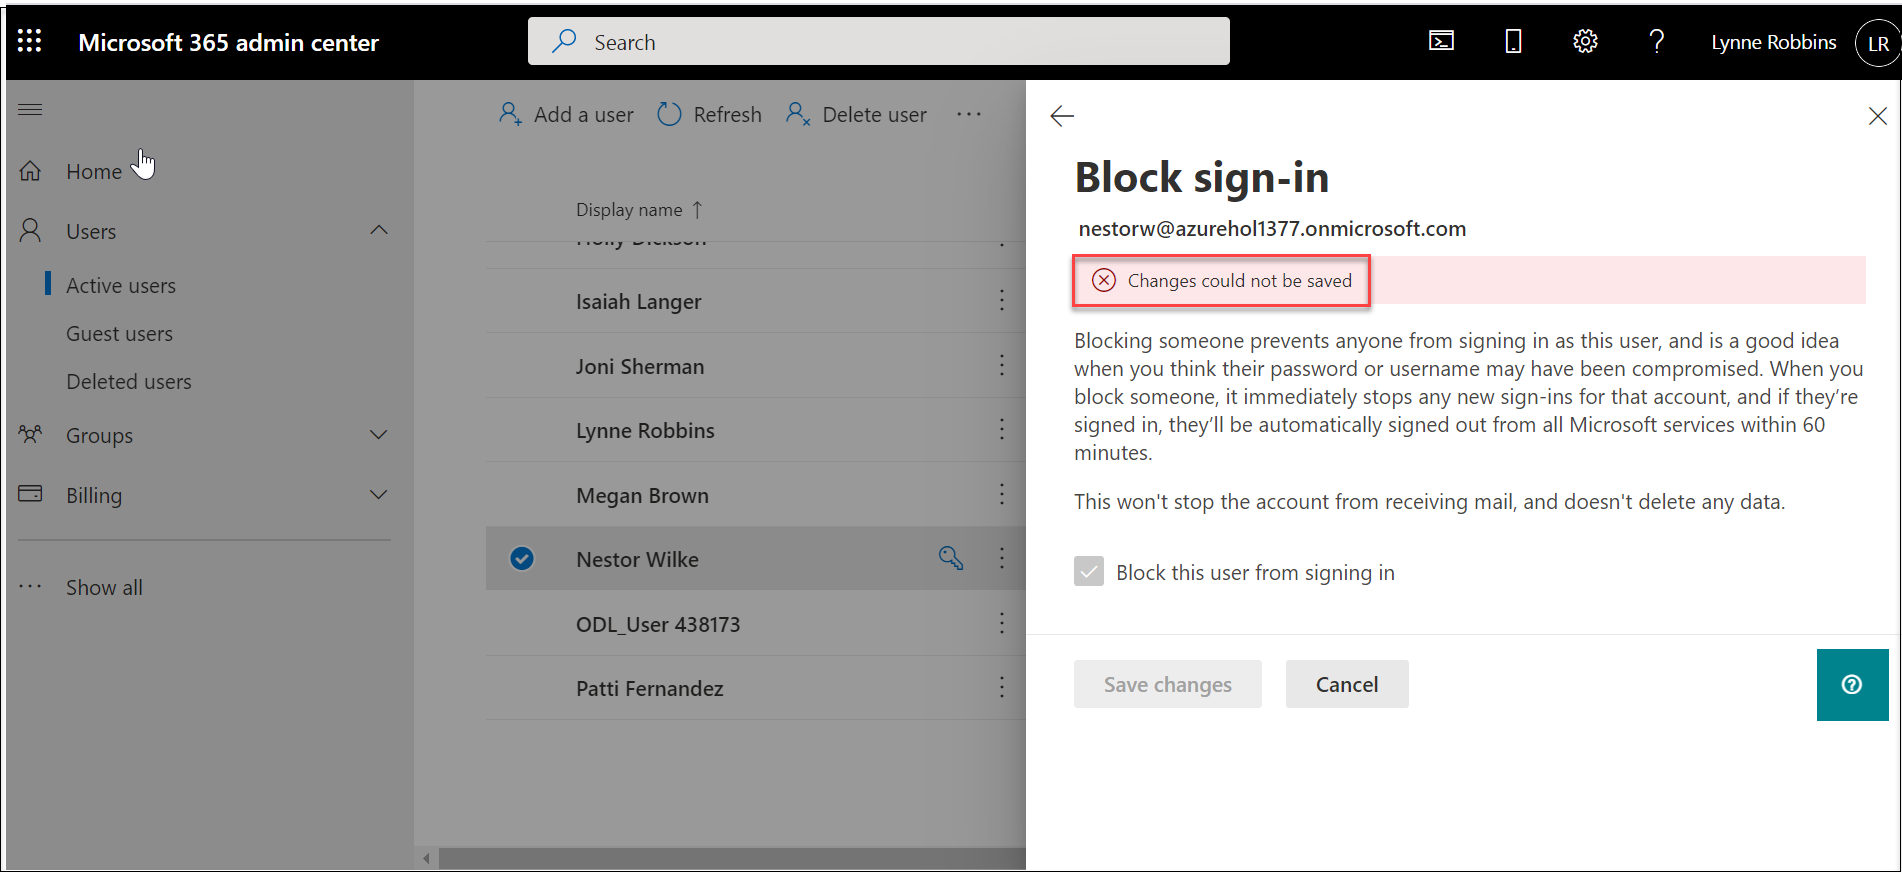 Microsoft 365 admin center
Search
Lynne Robbins
LR
Home
Users
Active users
Guest users
Deleted users
Groups
Billing
Show all
Add a user
Refresh
Delete user
Display name ↑
Holly Dickson
Isaiah Langer
Joni Sherman
Lynne Robbins
Megan Brown
Nestor Wilke
ODL_User 438173
Patti Fernandez
Block sign-in
nestorw@azurehol1377.onmicrosoft.com
Changes could not be saved
Blocking someone prevents anyone from signing in as this user, and is a good idea
when you think their password or username may have been compromised. When you
block someone, it immediately stops any new sign-ins for that account, and if they’re
signed in, they’ll be automatically signed out from all Microsoft services within 60
minutes.
This won't stop the account from receiving mail, and doesn't delete any data.
Block this user from signing in
Save changes
Cancel